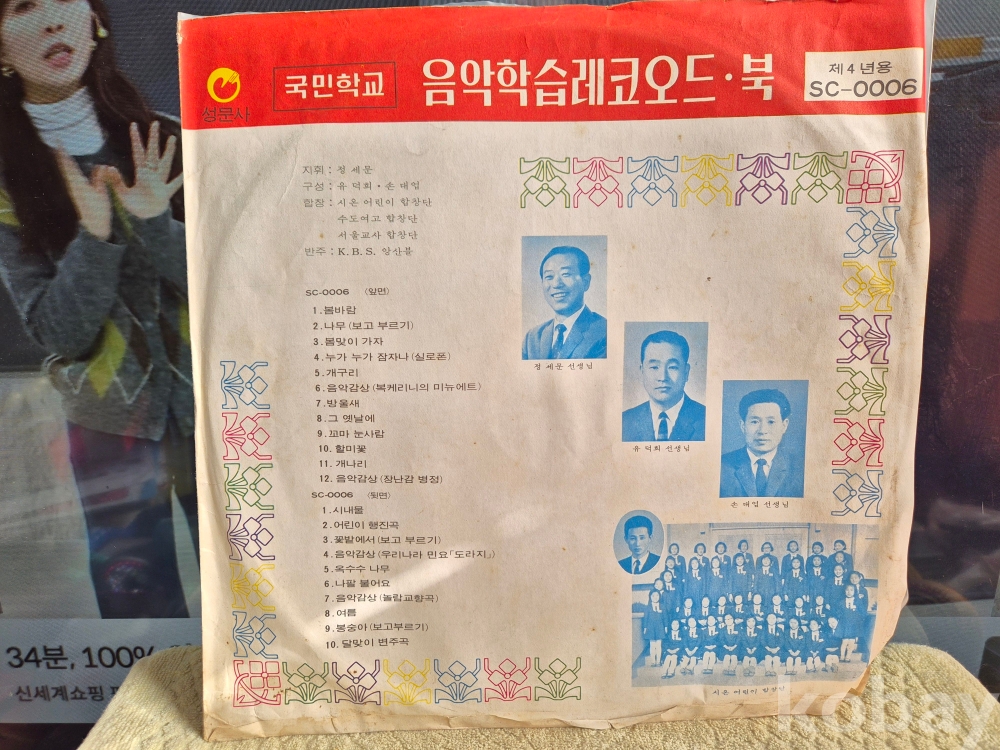 성문사
국민학교
음악학습레코오드·북
제4년용
SC-0006
지휘 : 정 세 문
구성 : 유 덕 희 · 손 대 업
합창 : 시온 어린이 합창단
수도여고 합창단
서울교사 합창단
반주 : K.B.S. 앙산블
SC-0006 〈앞면〉
1. 봄바람
2. 나무 (보고 부르기)
3. 봄맞이 가자
4. 누가 누가 잠자나 (실로폰)
5. 개구리
6. 음악감상 (복케리니의 미뉴에트)
7. 방울새
8. 그 옛날에
9. 꼬마 눈사람
10. 할미꽃
11. 개나리
12. 음악감상 (장난감 병정)
SC-0006 〈뒷면〉
1. 시내물
2. 어린이 행진곡
3. 꽃밭에서 (보고 부르기)
4. 음악감상 (우리나라 민요「도라지」)
5. 옥수수 나무
6. 나팔 불어요
7. 음악감상 (놀람교향곡)
8. 여름
9. 봉숭아 (보고부르기)
10. 달맞이 변주곡
정 세 문 선생님
유 덕 희 선생님
손 대 업 선생님
시온 어린이 합창단
34분, 100%
신세계쇼핑
kobay